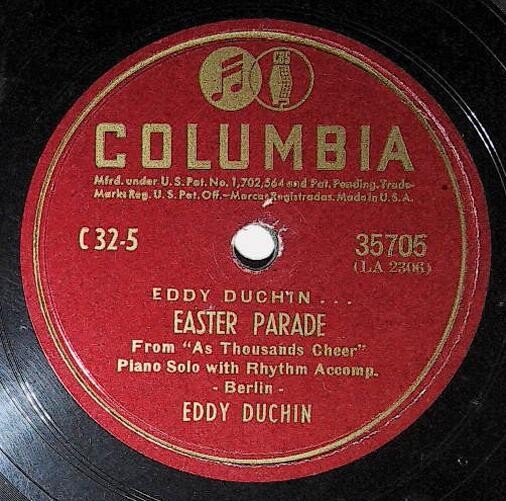 CBS
COLUMBIA
Mfrd. under U.S. Pat. No. 1,702,564 and Pat. Pending. Trade-
Marks Reg. U.S. Pat. Off.—Marcas Registradas. Made in U.S.A.
C 32-5
35705
(LA 2306)
EDDY DUCHIN...
EASTER PARADE
From "As Thousands Cheer"
Piano Solo with Rhythm Accomp.
- Berlin -
EDDY DUCHIN